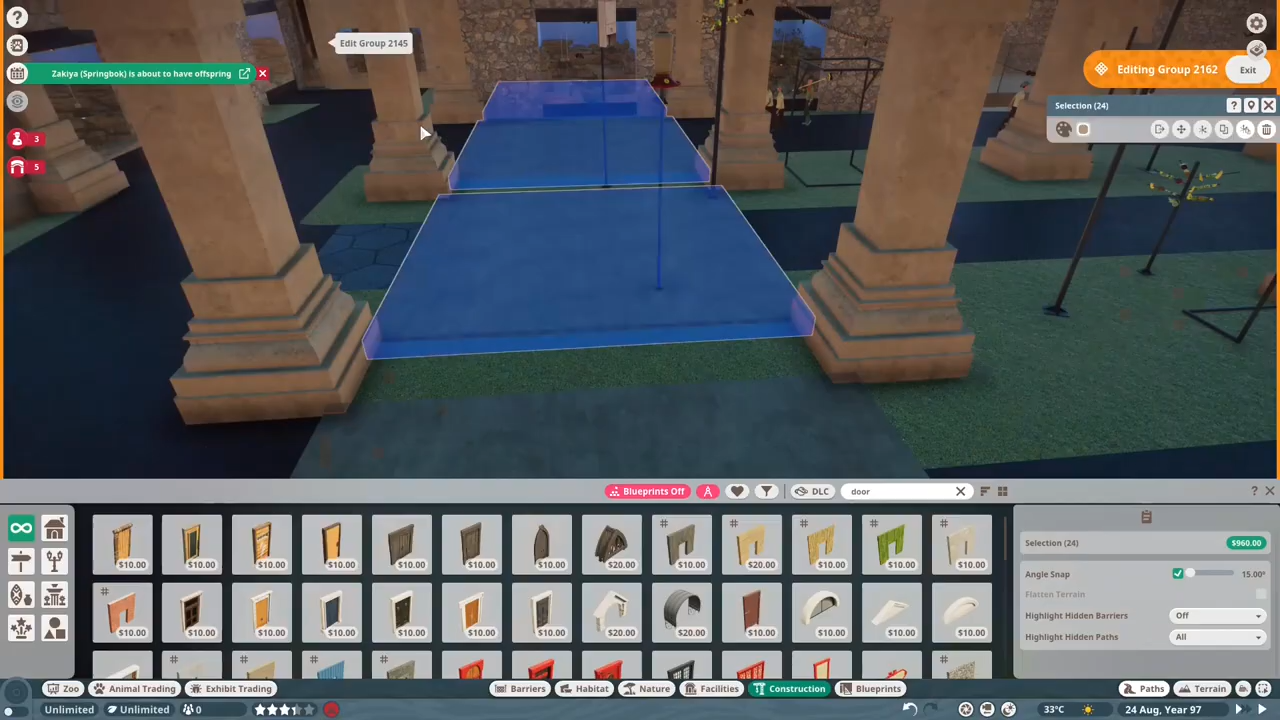 Edit Group 2145
Zakiya (Springbok) is about to have offspring
Editing Group 2162
Exit
Selection (24)
3
5
Blueprints Off
DLC
door
$10.00 $10.00 $10.00 $10.00 $10.00 $10.00 $10.00 $20.00 $10.00 $20.00 $10.00 $10.00 $10.00
$10.00 $10.00 $10.00 $10.00 $10.00 $10.00 $10.00 $20.00 $20.00 $10.00 $10.00 $10.00 $10.00
Selection (24) $960.00
Angle Snap 15.00°
Flatten Terrain
Highlight Hidden Barriers Off
Highlight Hidden Paths All
Zoo Animal Trading Exhibit Trading Barriers Habitat Nature Facilities Construction Blueprints Paths Terrain
Unlimited Unlimited 0 33°C 24 Aug, Year 97